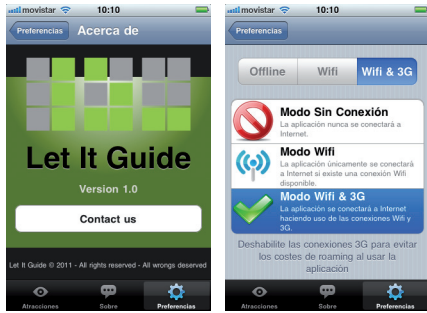 movistar 10:10
Preferencias Acerca de
Let It Guide
Version 1.0
Contact us
Let It Guide © 2011 - All rights reserved - All wrongs deserved
Atracciones Sobre Preferencias
movistar 10:10
Preferencias
Offline Wifi Wifi & 3G
Modo Sin Conexión
La aplicación nunca se conectará a
Internet.
Modo Wifi
La aplicación únicamente se conectará
a Internet si existe una conexión Wifi
disponible.
Modo Wifi & 3G
La aplicación se conectará a Internet
haciendo uso de las conexiones Wifi y
3G.
Deshabilite las conexiones 3G para evitar
los costes de roaming al usar la
aplicación
Atracciones Sobre Preferencias